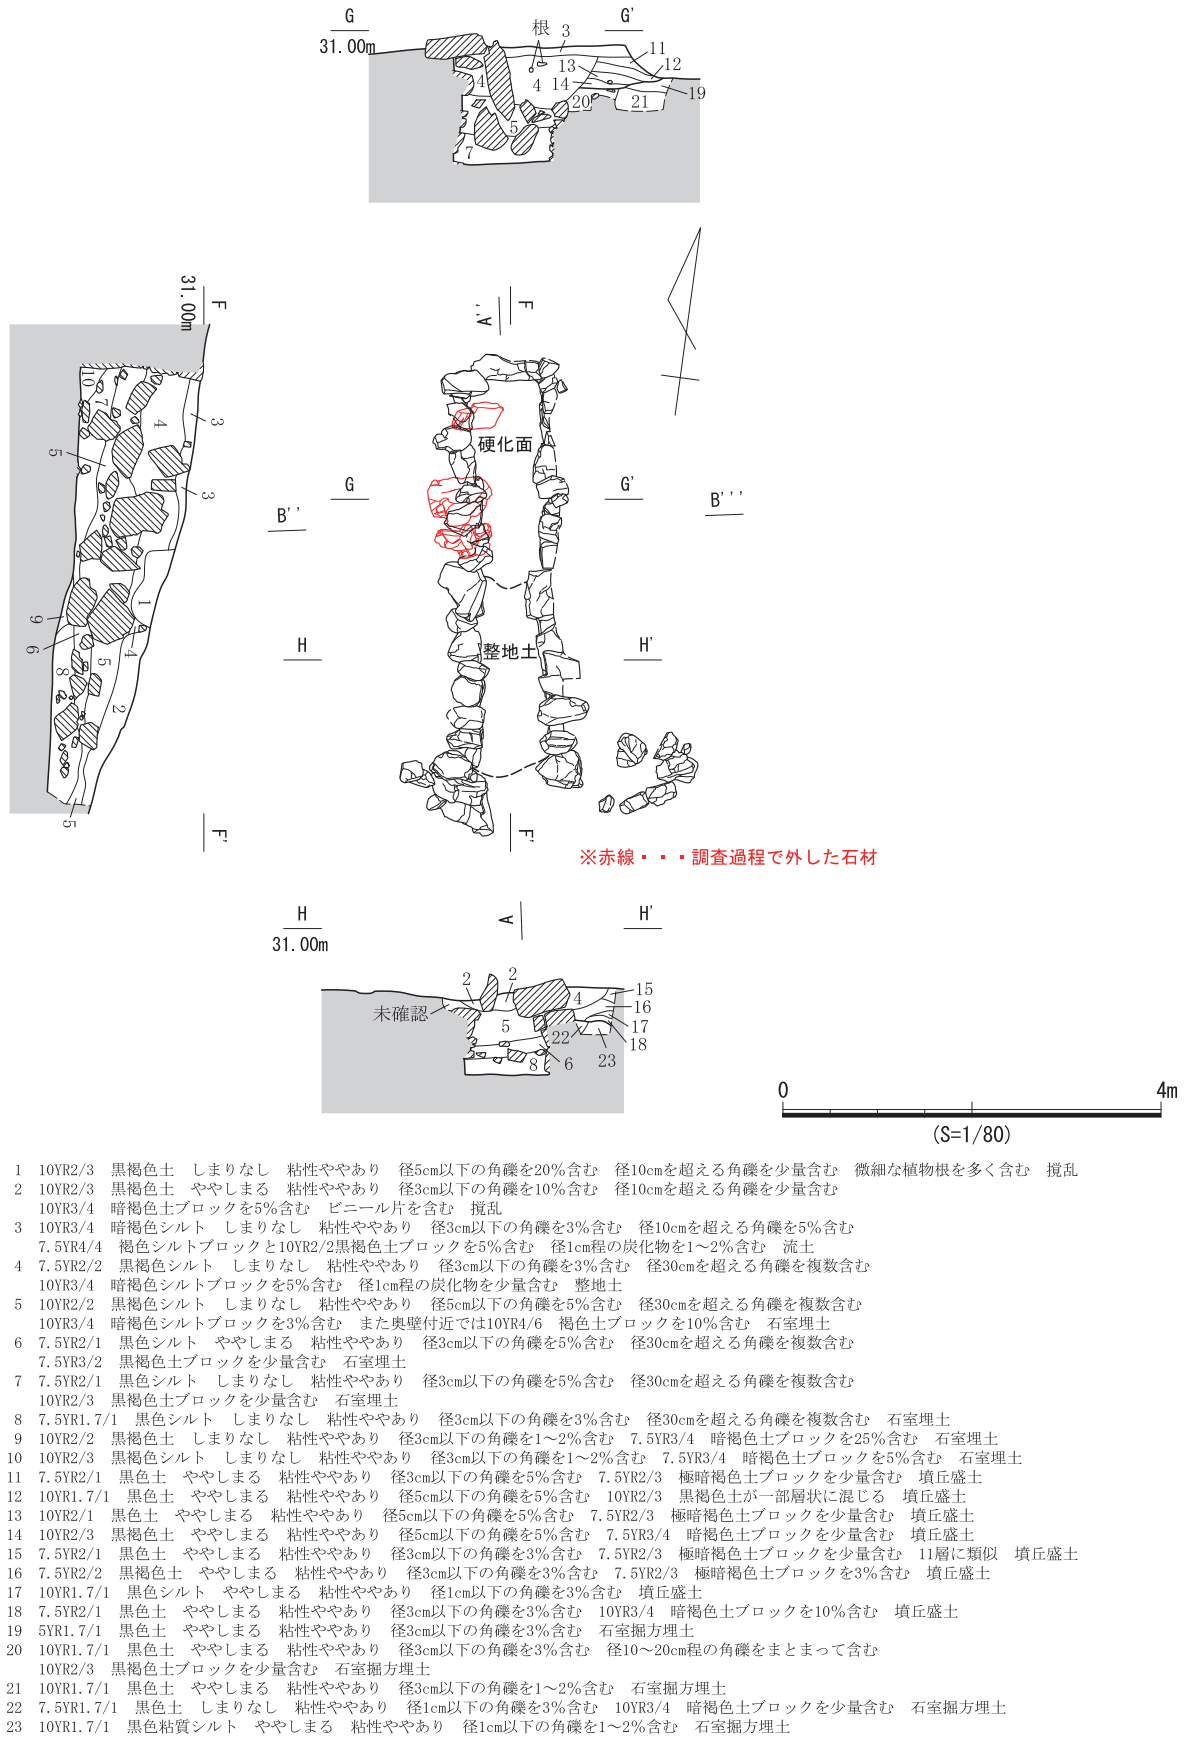 G
G'
31.00m
根
3
11
12
13
4
4
14
19
20
21
5
7
F
31.00m
10
7
3
4
5
3
1
9
6
4
5
8
2
5
F'
A''
F
硬化面
G
G'
B''
B'''
H
整地土
H'
F'
※赤線・・・調査過程で外した石材
H
31.00m
A
H'
2
2
4
15
16
未確認
5
17
22
18
6
23
8
0
4m
(S=1/80)
1 10YR2/3 黒褐色土 しまりなし 粘性ややあり 径5cm以下の角礫を20%含む 径10cmを超える角礫を少量含む 微細な植物根を多く含む 撹乱
2 10YR2/3 黒褐色土 ややしまる 粘性ややあり 径3cm以下の角礫を10%含む 径10cmを超える角礫を少量含む
10YR3/4 暗褐色土ブロックを5%含む ビニール片を含む 撹乱
3 10YR3/4 暗褐色シルト しまりなし 粘性ややあり 径3cm以下の角礫を3%含む 径10cmを超える角礫を5%含む
7.5YR4/4 褐色シルトブロックと10YR2/2黒褐色土ブロックを5%含む 径1cm程の炭化物を1～2%含む 流土
4 7.5YR2/2 黒褐色シルト しまりなし 粘性ややあり 径3cm以下の角礫を3%含む 径30cmを超える角礫を複数含む
10YR3/4 暗褐色シルトブロックを5%含む 径1cm程の炭化物を少量含む 整地土
5 10YR2/2 黒褐色シルト しまりなし 粘性ややあり 径5cm以下の角礫を5%含む 径30cmを超える角礫を複数含む
10YR3/4 暗褐色シルトブロックを3%含む また奥壁付近では10YR4/6 褐色土ブロックを10%含む 石室埋土
6 7.5YR2/1 黒色シルト ややしまる 粘性ややあり 径3cm以下の角礫を5%含む 径30cmを超える角礫を複数含む
7.5YR3/2 黒褐色土ブロックを少量含む 石室埋土
7 7.5YR2/1 黒色シルト しまりなし 粘性ややあり 径3cm以下の角礫を5%含む 径30cmを超える角礫を複数含む
10YR2/3 黒褐色土ブロックを少量含む 石室埋土
8 7.5YR1.7/1 黒色シルト しまりなし 粘性ややあり 径3cm以下の角礫を3%含む 径30cmを超える角礫を複数含む 石室埋土
9 10YR2/2 黒褐色土 しまりなし 粘性ややあり 径3cm以下の角礫を1～2%含む 7.5YR3/4 暗褐色土ブロックを25%含む 石室埋土
10 10YR2/3 黒褐色シルト しまりなし 粘性ややあり 径3cm以下の角礫を1～2%含む 7.5YR3/4 暗褐色土ブロックを5%含む 石室埋土
11 7.5YR2/1 黒色土 ややしまる 粘性ややあり 径3cm以下の角礫を5%含む 7.5YR2/3 極暗褐色土ブロックを少量含む 墳丘盛土
12 10YR1.7/1 黒色土 ややしまる 粘性ややあり 径5cm以下の角礫を5%含む 10YR2/3 黒褐色土が一部層状に混じる 墳丘盛土
13 10YR2/1 黒色土 ややしまる 粘性ややあり 径5cm以下の角礫を5%含む 7.5YR2/3 極暗褐色土ブロックを少量含む 墳丘盛土
14 10YR2/3 黒褐色土 ややしまる 粘性ややあり 径5cm以下の角礫を5%含む 7.5YR3/4 暗褐色土ブロックを少量含む 墳丘盛土
15 7.5YR2/1 黒色土 ややしまる 粘性ややあり 径3cm以下の角礫を3%含む 7.5YR2/3 極暗褐色土ブロックを少量含む 11層に類似 墳丘盛土
16 7.5YR2/2 黒褐色土 ややしまる 粘性ややあり 径3cm以下の角礫を3%含む 7.5YR2/3 極暗褐色土ブロックを3%含む 墳丘盛土
17 10YR1.7/1 黒色シルト ややしまる 粘性ややあり 径1cm以下の角礫を3%含む 墳丘盛土
18 7.5YR2/1 黒色土 ややしまる 粘性ややあり 径3cm以下の角礫を3%含む 10YR3/4 暗褐色土ブロックを10%含む 墳丘盛土
19 5YR1.7/1 黒色土 ややしまる 粘性ややあり 径3cm以下の角礫を3%含む 石室掘方埋土
20 10YR1.7/1 黒色土 ややしまる 粘性ややあり 径3cm以下の角礫を3%含む 径10～20cm程の角礫をまとまって含む
10YR2/3 黒褐色土ブロックを少量含む 石室掘方埋土
21 10YR1.7/1 黒色土 ややしまる 粘性ややあり 径3cm以下の角礫を1～2%含む 石室掘方埋土
22 7.5YR1.7/1 黒色土 しまりなし 粘性ややあり 径1cm以下の角礫を3%含む 10YR3/4 暗褐色土ブロックを少量含む 石室掘方埋土
23 10YR1.7/1 黒色粘質シルト ややしまる 粘性ややあり 径1cm以下の角礫を1～2%含む 石室掘方埋土